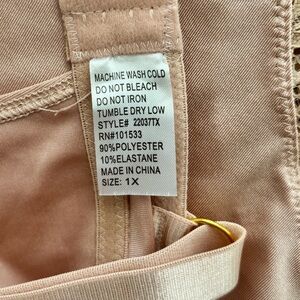 MACHINE WASH COLD
DO NOT BLEACH
DO NOT IRON
TUMBLE DRY LOW
STYLE# 22037TX
RN#101533
90%POLYESTER
10%ELASTANE
MADE IN CHINA
SIZE: 1X